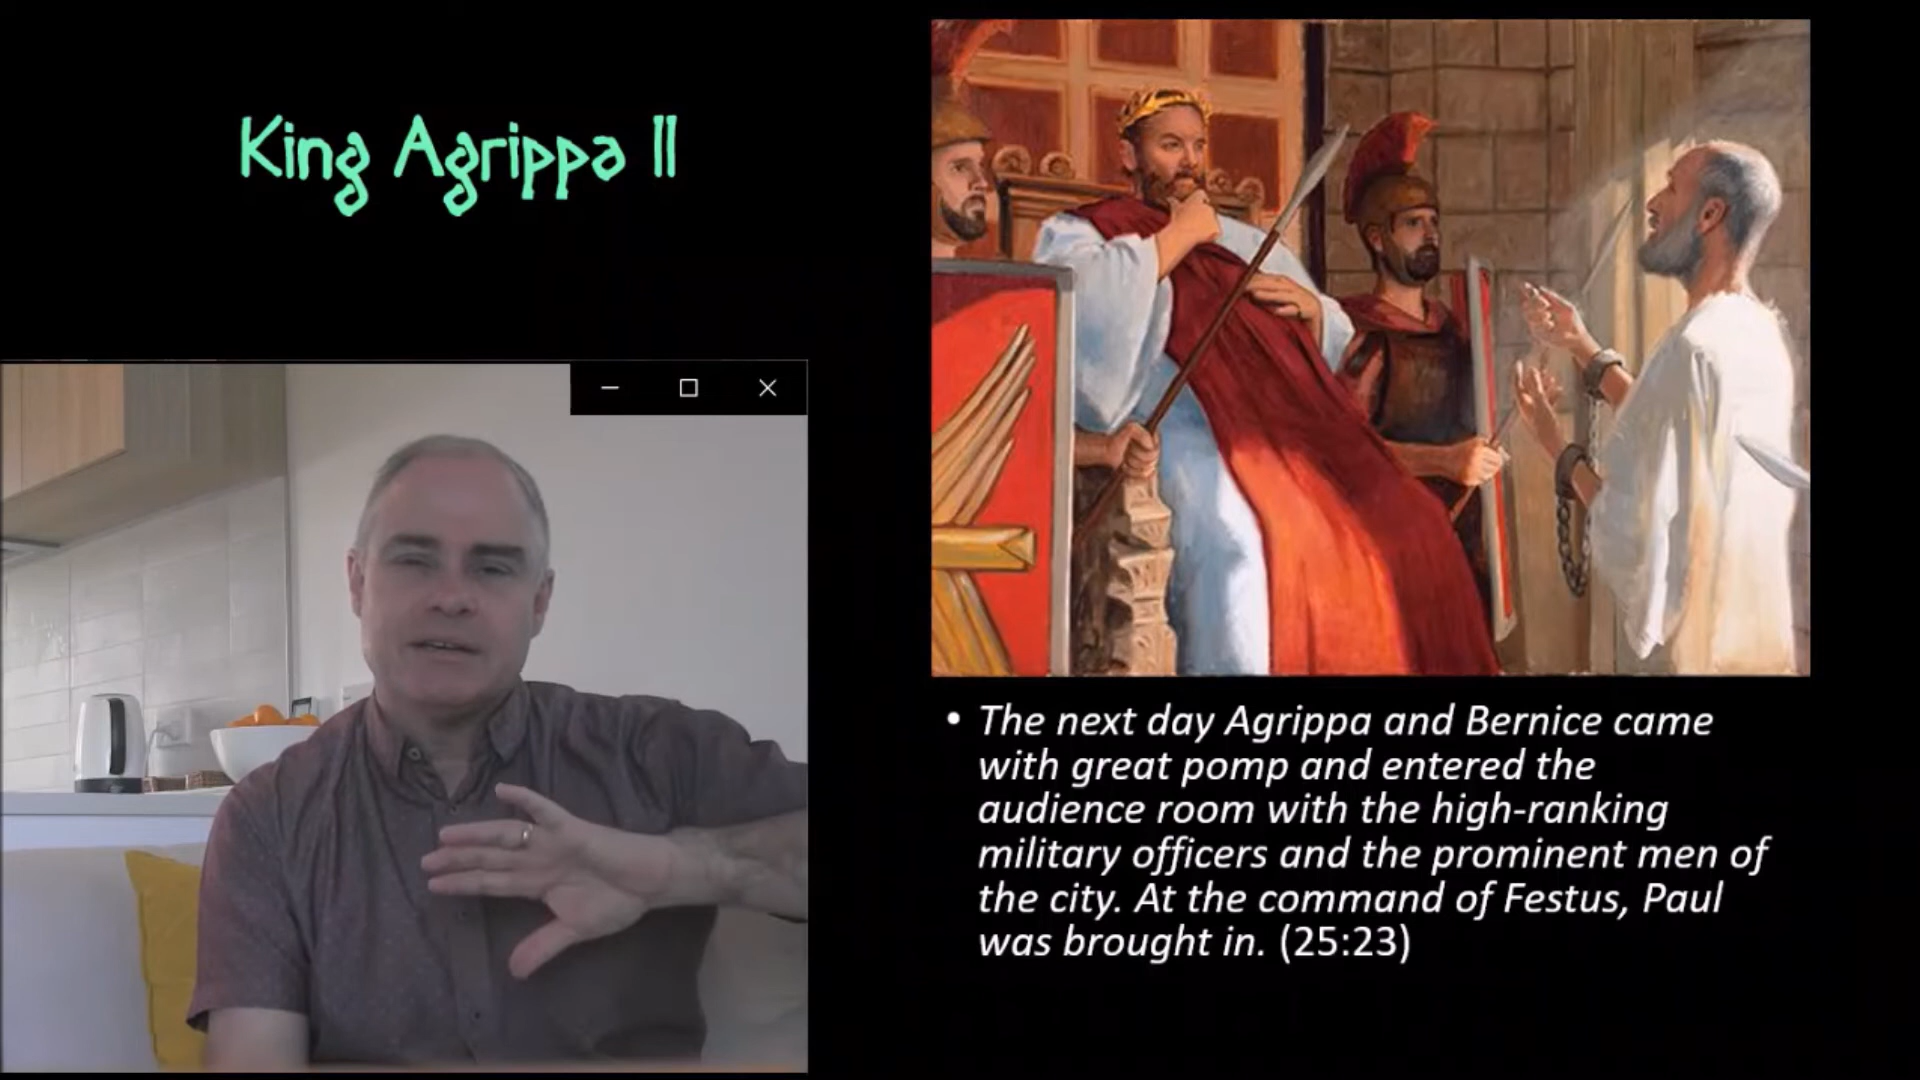 King Agrippa II
• The next day Agrippa and Bernice came
with great pomp and entered the
audience room with the high-ranking
military officers and the prominent men of
the city. At the command of Festus, Paul
was brought in. (25:23)